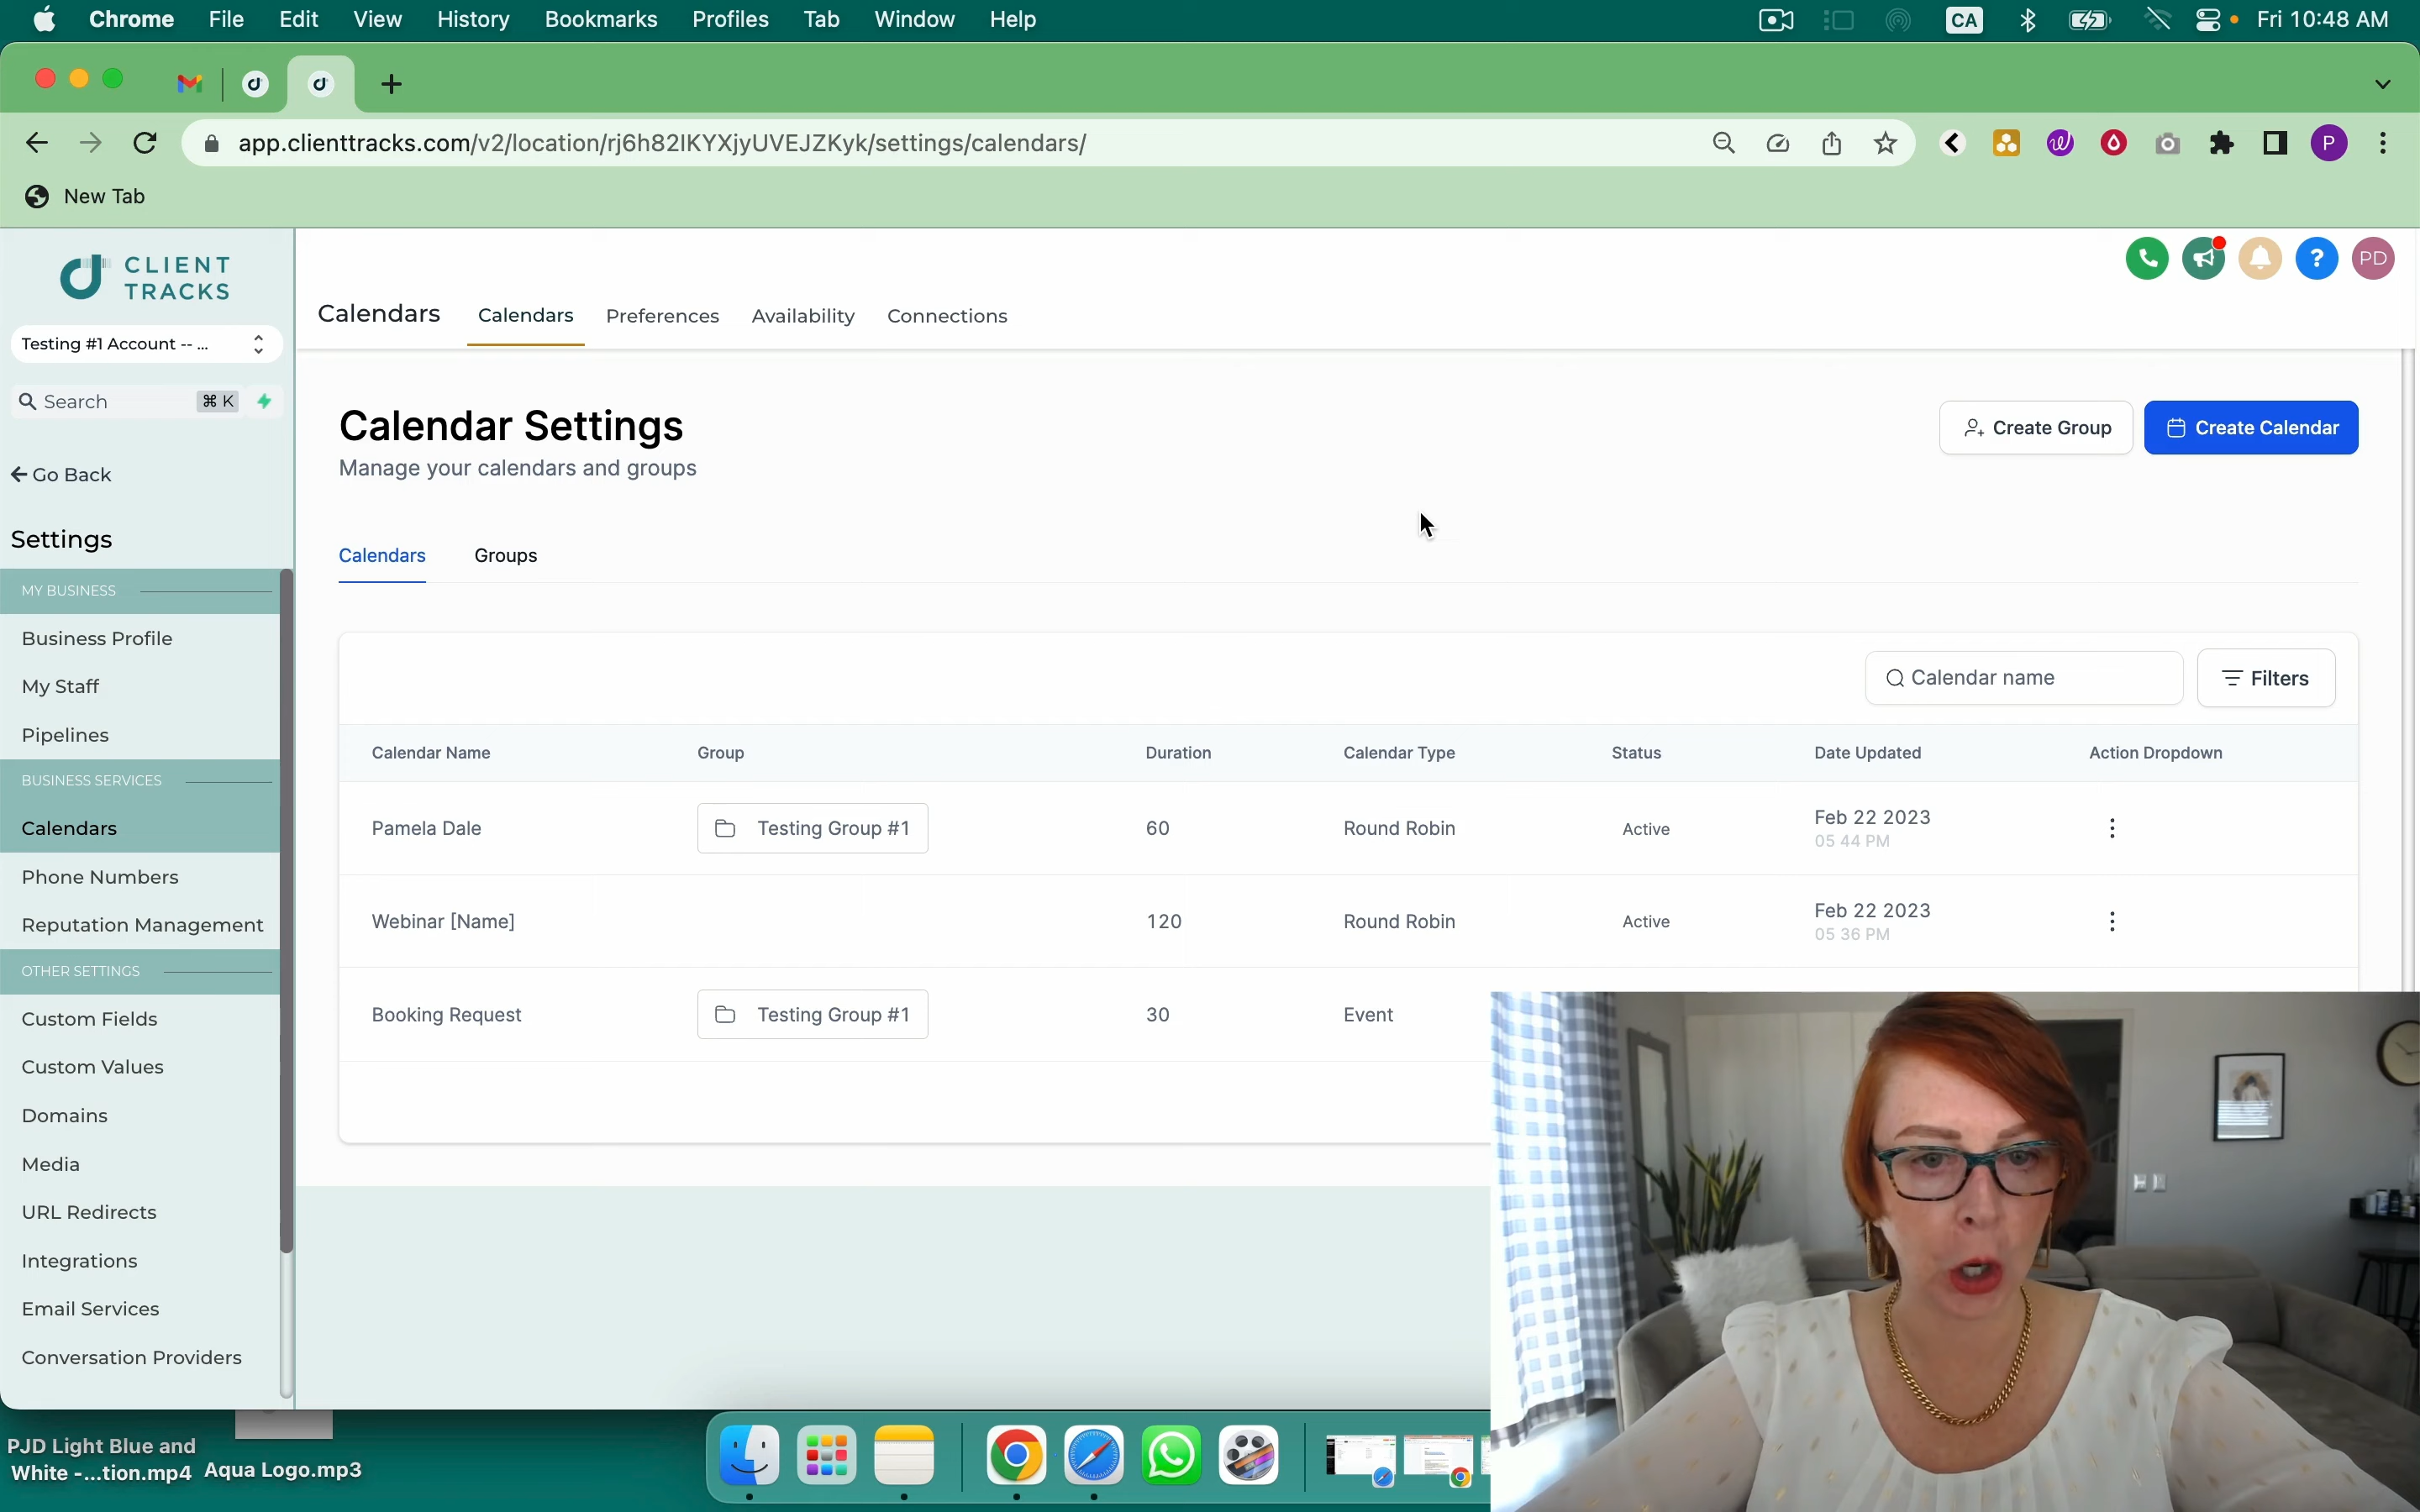 Chrome File Edit View History Bookmarks Profiles Tab Window Help CA Fri 10:48 AM
app.clienttracks.com/v2/location/rj6h82IKYXjyUVEJZKyk/settings/calendars/ P
New Tab
CLIENT
TRACKS
? PD
Calendars Calendars Preferences Availability Connections
Testing #1 Account -- ...
Search ⌘ K
Calendar Settings
Manage your calendars and groups
Create Group Create Calendar
Go Back
Settings
Calendars Groups
MY BUSINESS
Business Profile
My Staff
Pipelines
BUSINESS SERVICES
Calendars
Phone Numbers
Reputation Management
OTHER SETTINGS
Custom Fields
Custom Values
Domains
Media
URL Redirects
Integrations
Email Services
Conversation Providers
Calendar name Filters
Calendar Name Group Duration Calendar Type Status Date Updated Action Dropdown
Pamela Dale Testing Group #1 60 Round Robin Active Feb 22 2023
05 44 PM
Webinar [Name] 120 Round Robin Active Feb 22 2023
05 36 PM
Booking Request Testing Group #1 30 Event
PJD Light Blue and
White -...tion.mp4 Aqua Logo.mp3